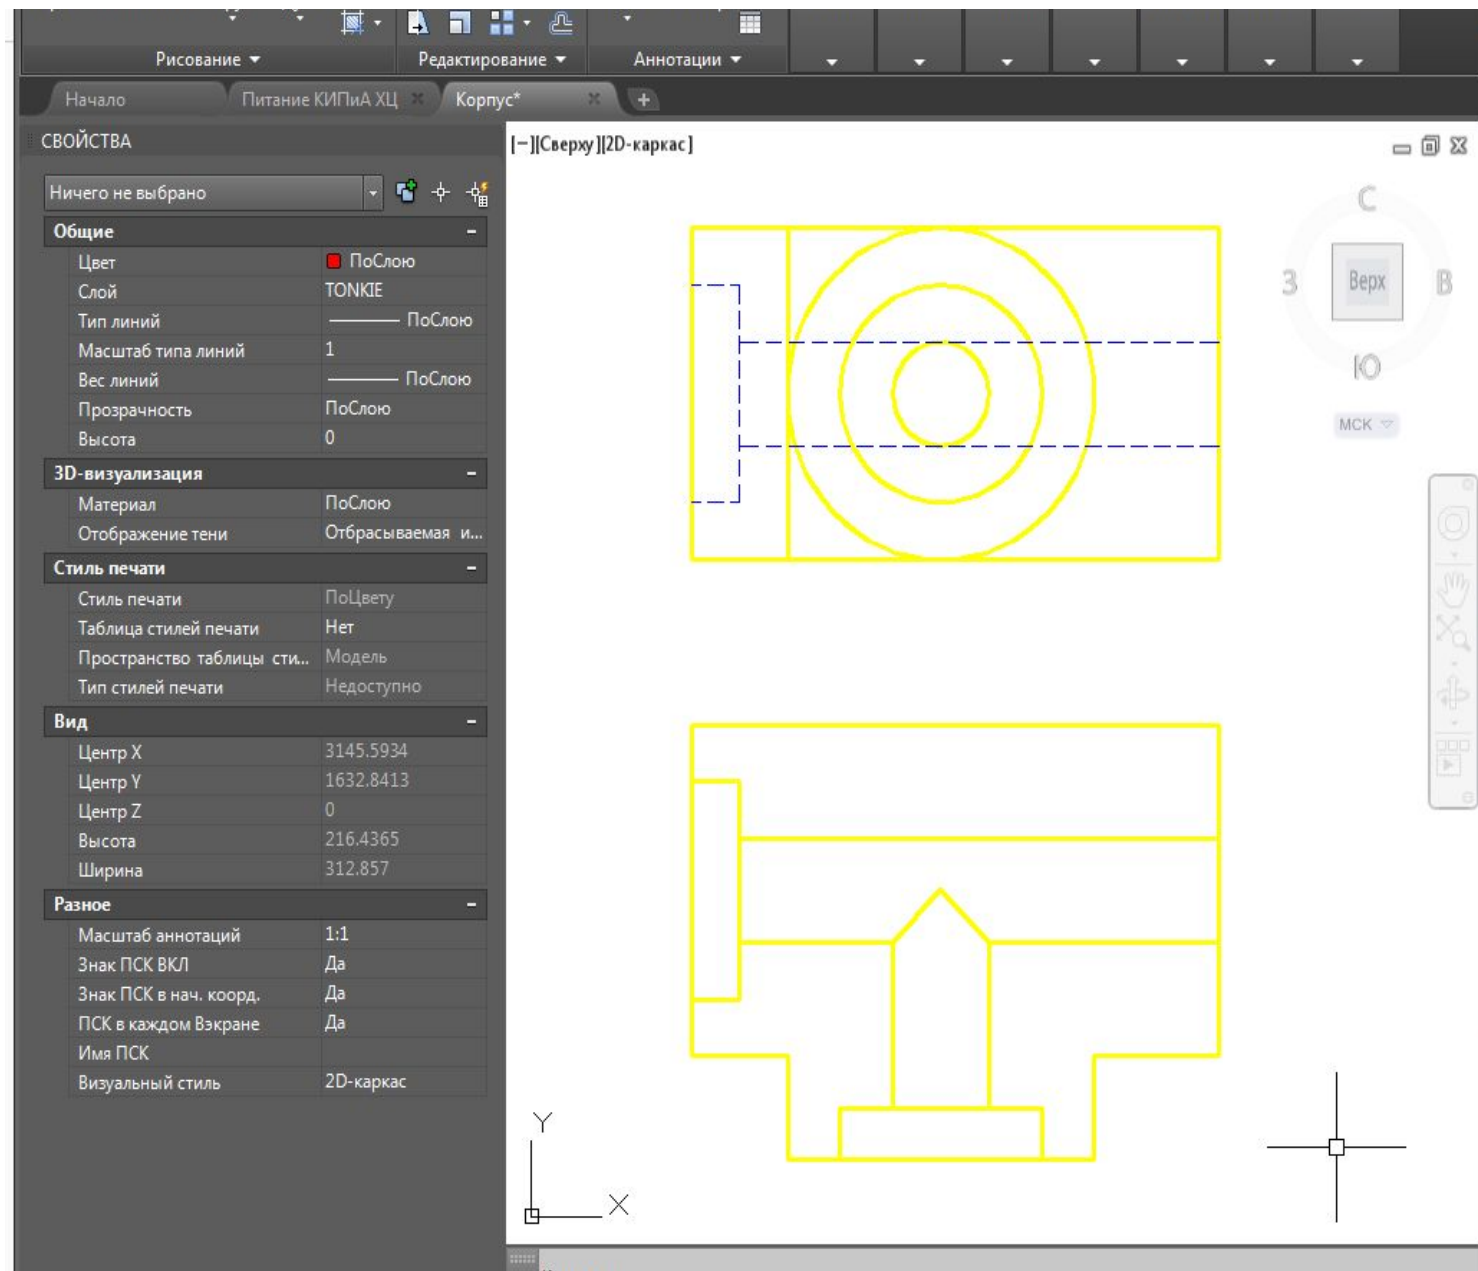 Рисование
Редактирование
Аннотации
Начало
Питание КИПиА ХЦ
Корпус*
СВОЙСТВА
[−][Сверху][2D-каркас]
Ничего не выбрано
Общие
Цвет ПоСлою
Слой TONKIE
Тип линий ПоСлою
Масштаб типа линий 1
Вес линий ПоСлою
Прозрачность ПоСлою
Высота 0
3D-визуализация
Материал ПоСлою
Отображение тени Отбрасываемая и...
Стиль печати
Стиль печати ПоЦвету
Таблица стилей печати Нет
Пространство таблицы сти... Модель
Тип стилей печати Недоступно
Вид
Центр X 3145.5934
Центр Y 1632.8413
Центр Z 0
Высота 216.4365
Ширина 312.857
Разное
Масштаб аннотаций 1:1
Знак ПСК ВКЛ Да
Знак ПСК в нач. коорд. Да
ПСК в каждом Вэкране Да
Имя ПСК
Визуальный стиль 2D-каркас
С
З
Верх
В
Ю
МСК
Y
X